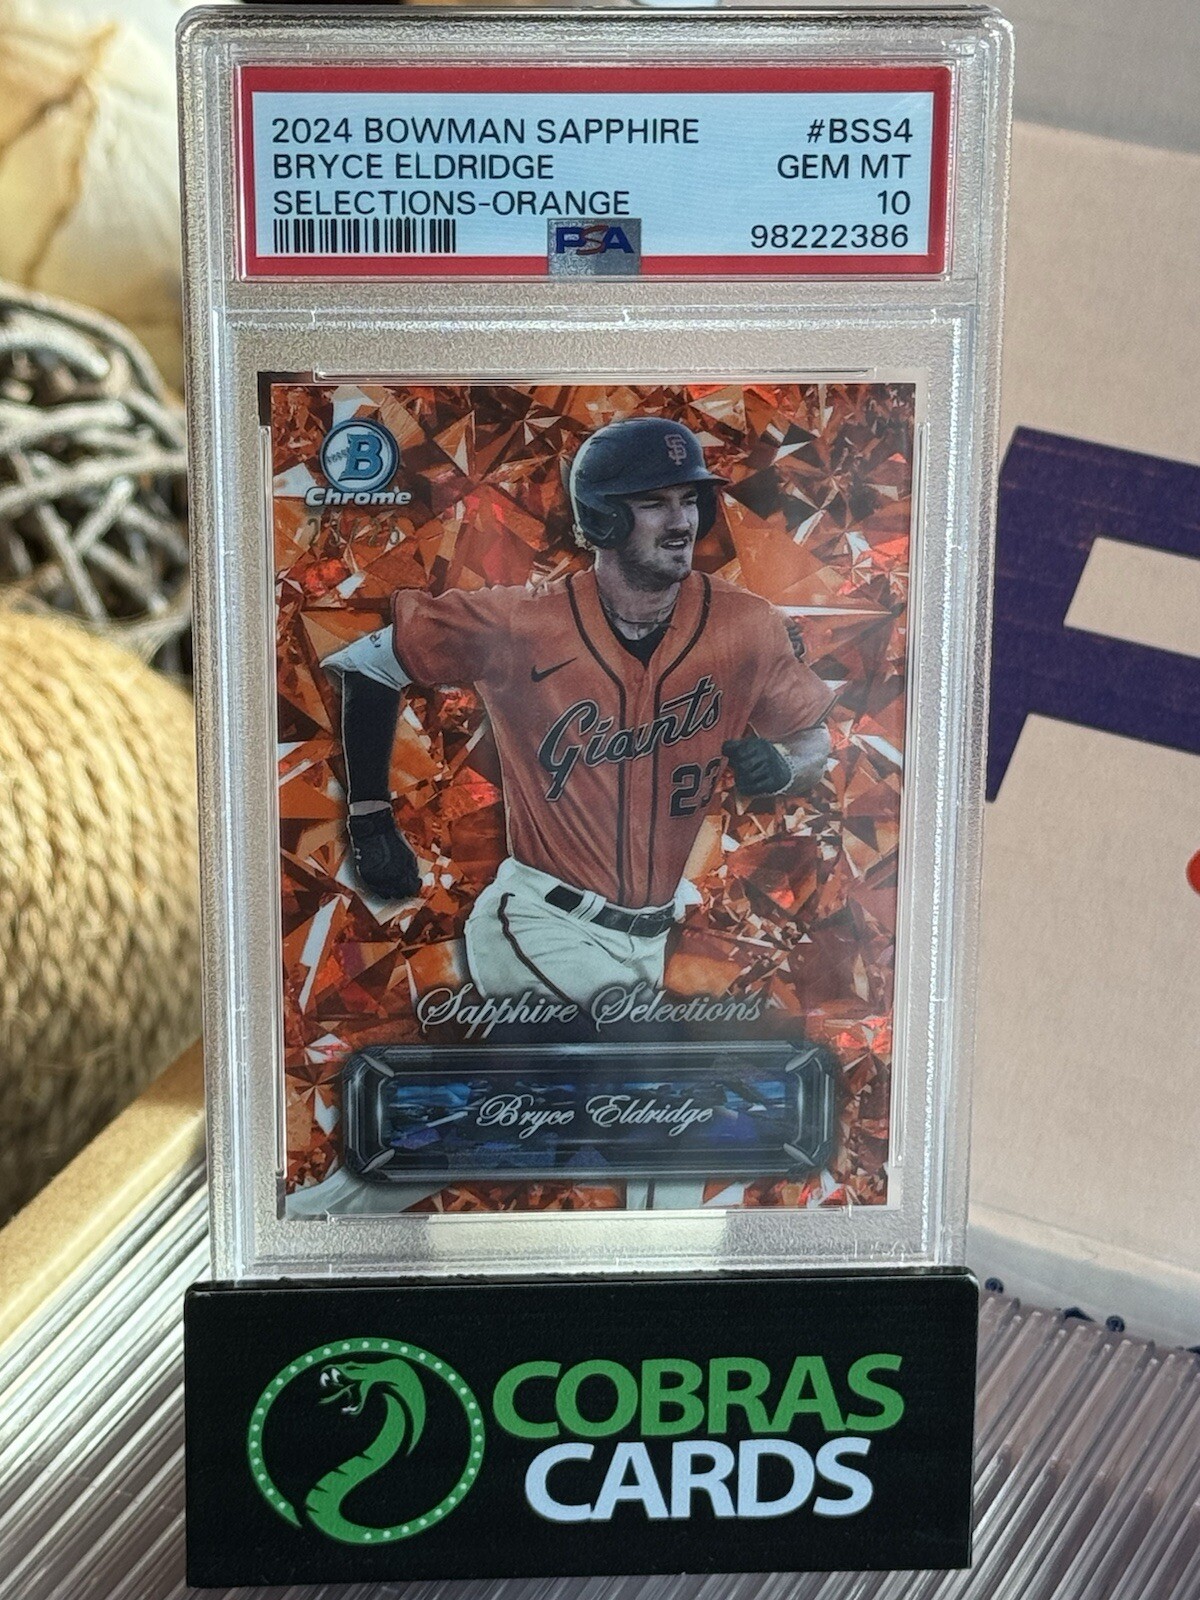 2024 BOWMAN SAPPHIRE #BSS4
BRYCE ELDRIDGE GEM MT
SELECTIONS-ORANGE 10
PSA 98222386
B
Chrome
SF
Giants
23
Sapphire Selections
Bryce Eldridge
COBRAS
CARDS